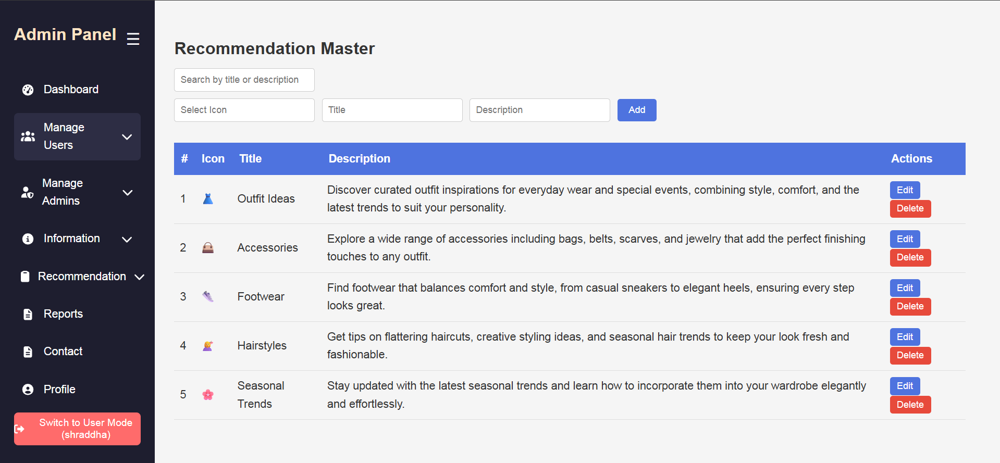 Admin Panel
Dashboard
Manage
Users
Manage
Admins
Information
Recommendation
Reports
Contact
Profile
Switch to User Mode
(shraddha)
Recommendation Master
Search by title or description
Select Icon
Title
Description
Add
# Icon Title Description Actions
1 Outfit Ideas
Discover curated outfit inspirations for everyday wear and special events, combining style, comfort, and the
latest trends to suit your personality.
Edit
Delete
2 Accessories
Explore a wide range of accessories including bags, belts, scarves, and jewelry that add the perfect finishing
touches to any outfit.
Edit
Delete
3 Footwear
Find footwear that balances comfort and style, from casual sneakers to elegant heels, ensuring every step
looks great.
Edit
Delete
4 Hairstyles
Get tips on flattering haircuts, creative styling ideas, and seasonal hair trends to keep your look fresh and
fashionable.
Edit
Delete
5 Seasonal
Trends
Stay updated with the latest seasonal trends and learn how to incorporate them into your wardrobe elegantly
and effortlessly.
Edit
Delete